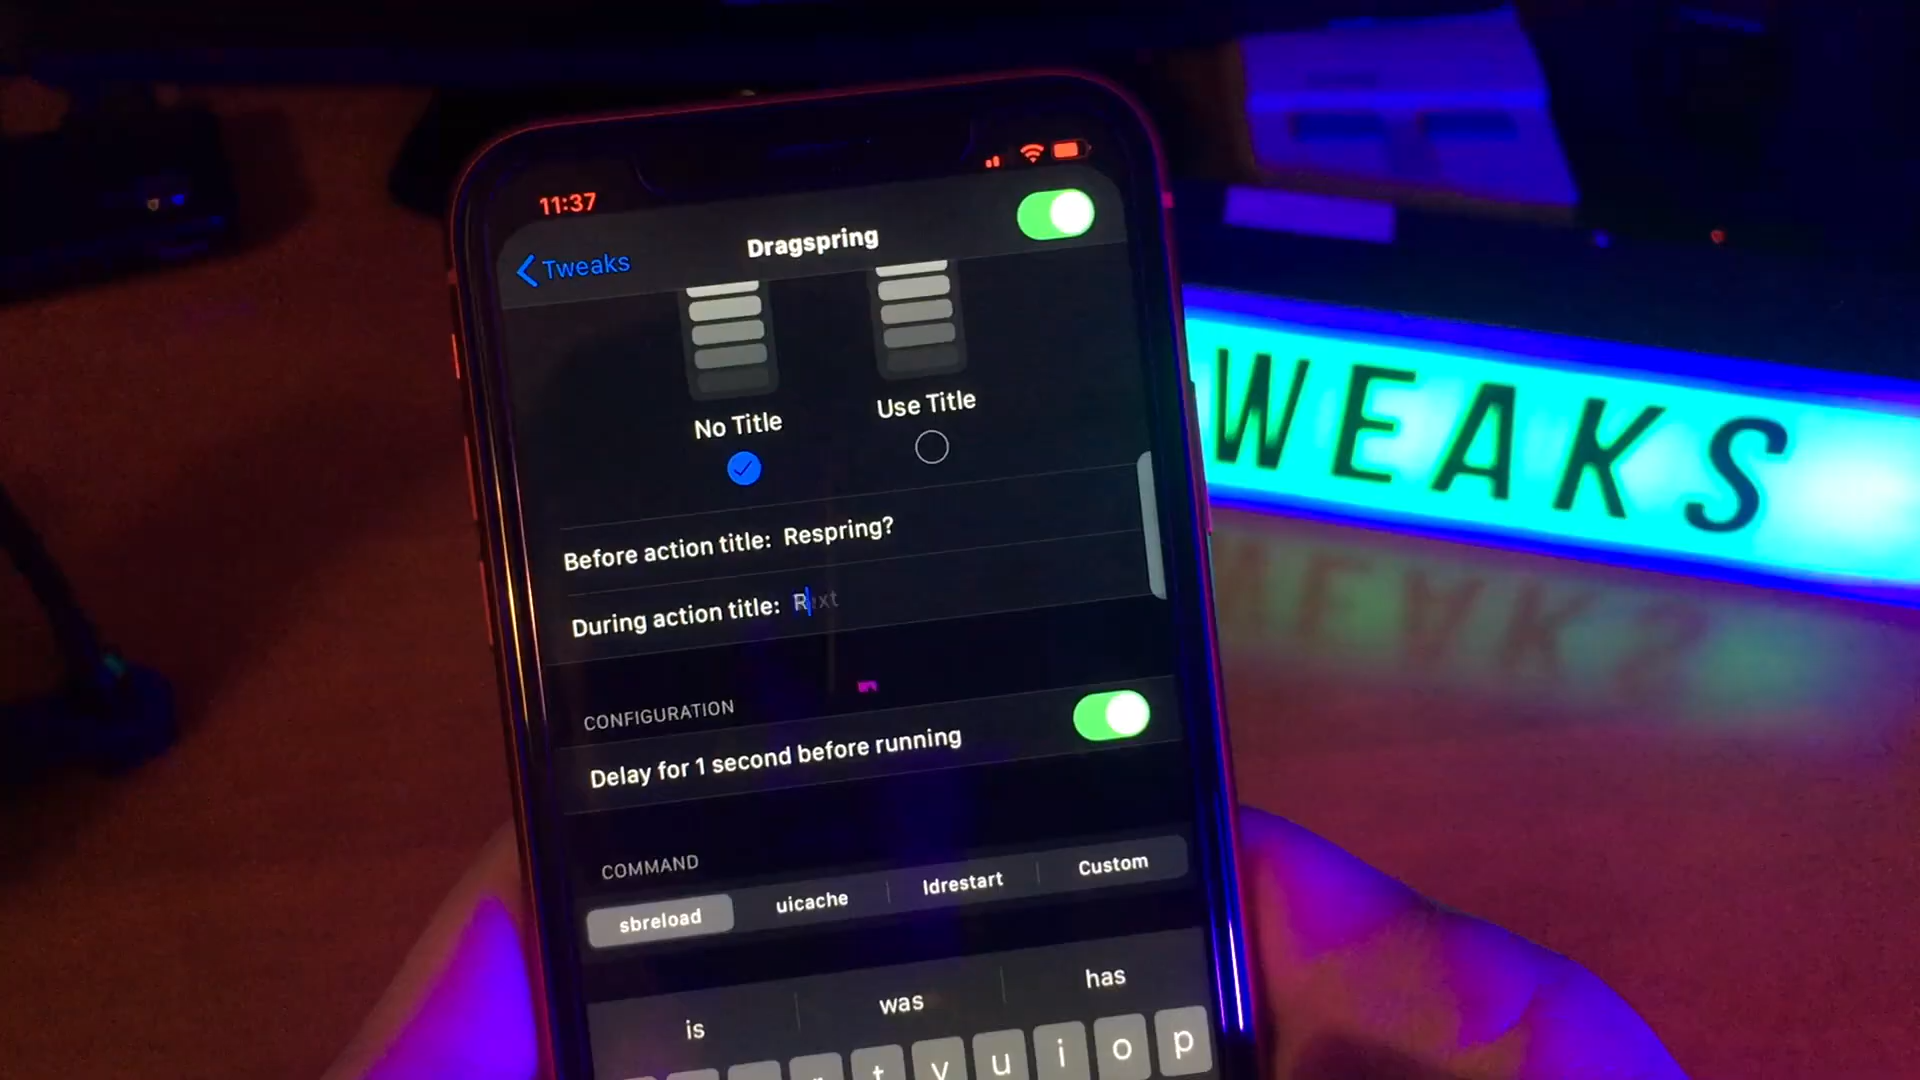 11:37
Tweaks
Dragspring
No Title
Use Title
Before action title: Respring?
During action title: R
CONFIGURATION
Delay for 1 second before running
COMMAND
sbreload
uicache
ldrestart
Custom
is
was
has
t y u i o p
WEAKS